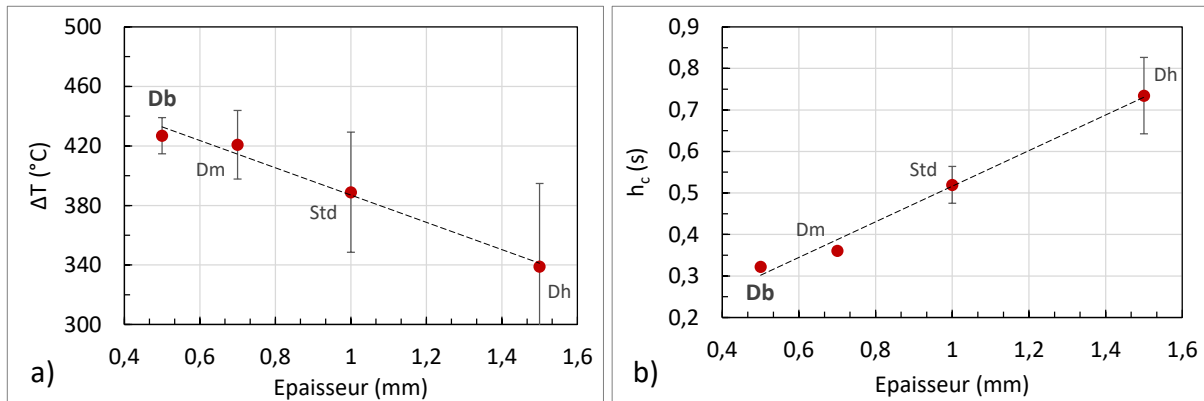 500
460
420
380
340
300
ΔT (°C)
Db
Dm
Std
Dh
0,4 0,6 0,8 1 1,2 1,4 1,6
Epaisseur (mm)
a)
0,9
0,8
0,7
0,6
0,5
0,4
0,3
0,2
hc (s)
Dh
Std
Dm
Db
0,4 0,6 0,8 1 1,2 1,4 1,6
Epaisseur (mm)
b)